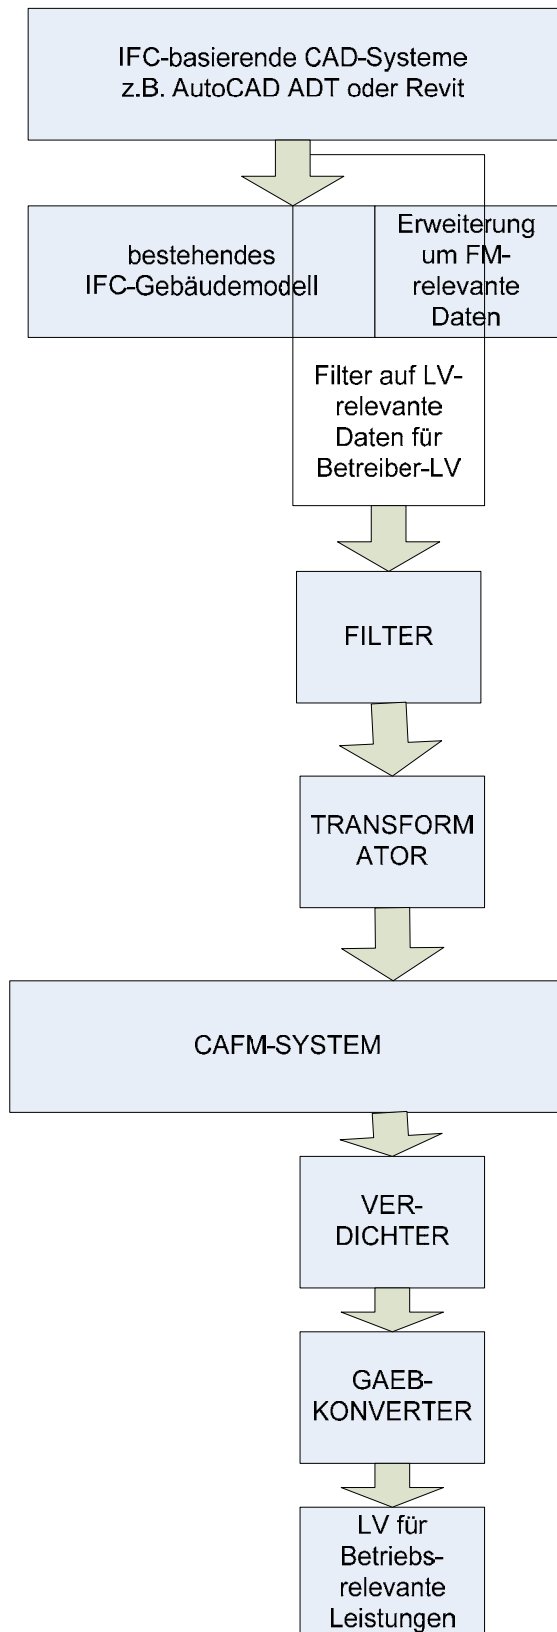 IFC-basierende CAD-Systeme
z.B. AutoCAD ADT oder Revit
bestehendes
IFC-Gebäudemodell
Erweiterung
um FM-
relevante
Daten
Filter auf LV-
relevante
Daten für
Betreiber-LV
FILTER
TRANSFORM
ATOR
CAFM-SYSTEM
VER-
DICHTER
GAEB-
KONVERTER
LV für
Betriebs-
relevante
Leistungen